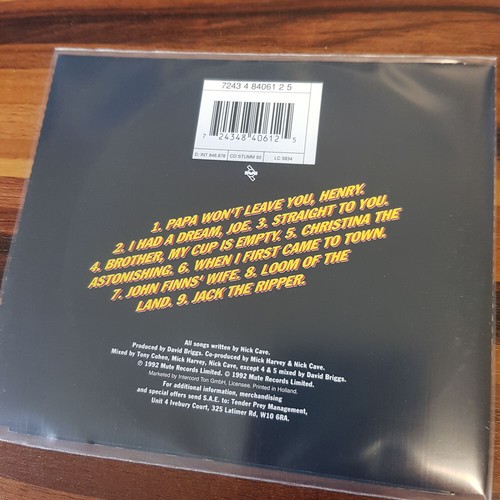 7243 4 84061 2 5
7 24348 40612 5
D: INT 846.878 CD STUMM 92 LC 5834
1. PAPA WON'T LEAVE YOU, HENRY.
2. I HAD A DREAM, JOE. 3. STRAIGHT TO YOU.
4. BROTHER, MY CUP IS EMPTY. 5. CHRISTINA THE
ASTONISHING. 6. WHEN I FIRST CAME TO TOWN.
7. JOHN FINNS' WIFE. 8. LOOM OF THE
LAND. 9. JACK THE RIPPER.
All songs written by Nick Cave.
Produced by David Briggs. Co-produced by Mick Harvey & Nick Cave.
Mixed by Tony Cohen, Mick Harvey, Nick Cave, except 4 & 5 mixed by David Briggs.
℗ 1992 Mute Records Limited. © 1992 Mute Records Limited.
Marketed by Intercord Ton GmbH, Licensee. Printed in Holland.
For additional information, merchandising
and special offers send S.A.E. to: Tender Prey Management,
Unit 4 Ivebury Court, 325 Latimer Rd, W10 6RA.